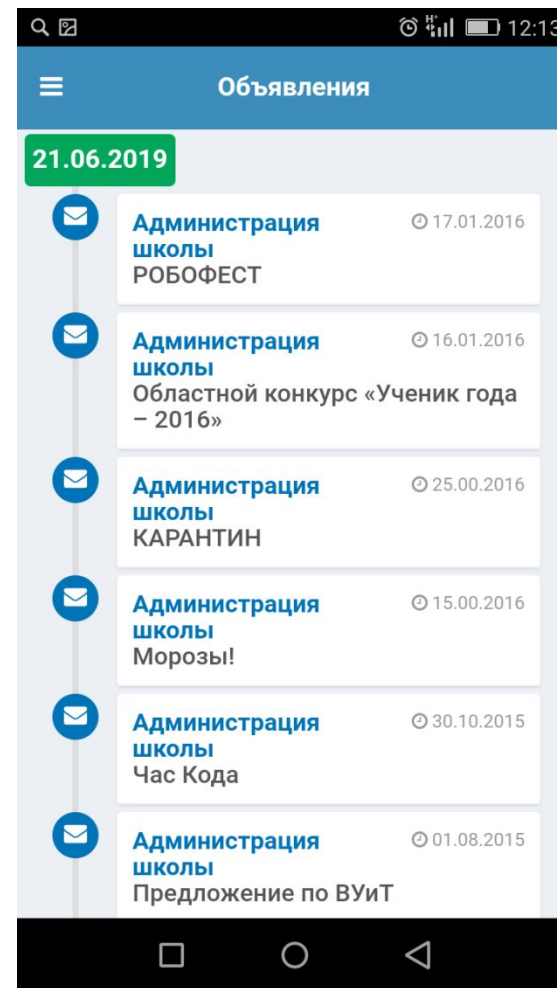 12:13
Объявления
21.06.2019
Администрация 17.01.2016
школы
РОБОФЕСТ
Администрация 16.01.2016
школы
Областной конкурс «Ученик года
– 2016»
Администрация 25.00.2016
школы
КАРАНТИН
Администрация 15.00.2016
школы
Морозы!
Администрация 30.10.2015
школы
Час Кода
Администрация 01.08.2015
школы
Предложение по ВУиТ